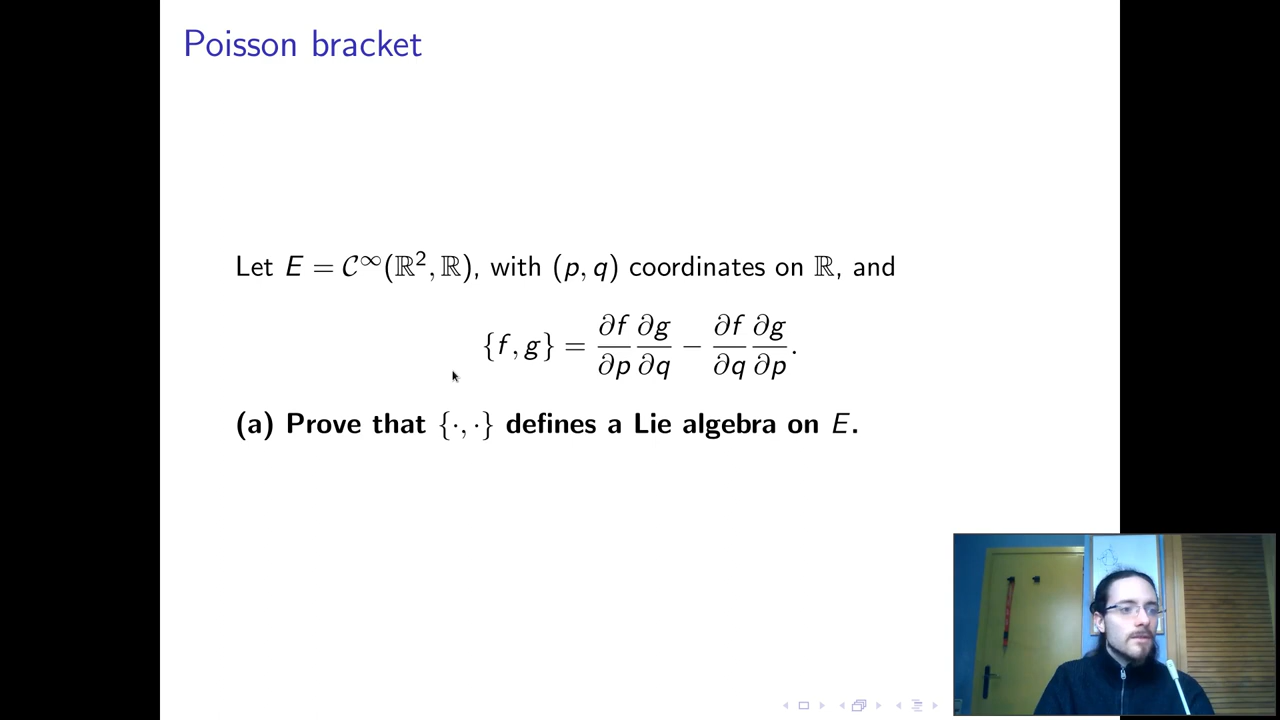 Poisson bracket
Let E = 𝒞^∞(ℝ², ℝ), with (p, q) coordinates on ℝ, and
{f, g} = ∂f/∂p ∂g/∂q − ∂f/∂q ∂g/∂p.
(a) Prove that {·, ·} defines a Lie algebra on E.